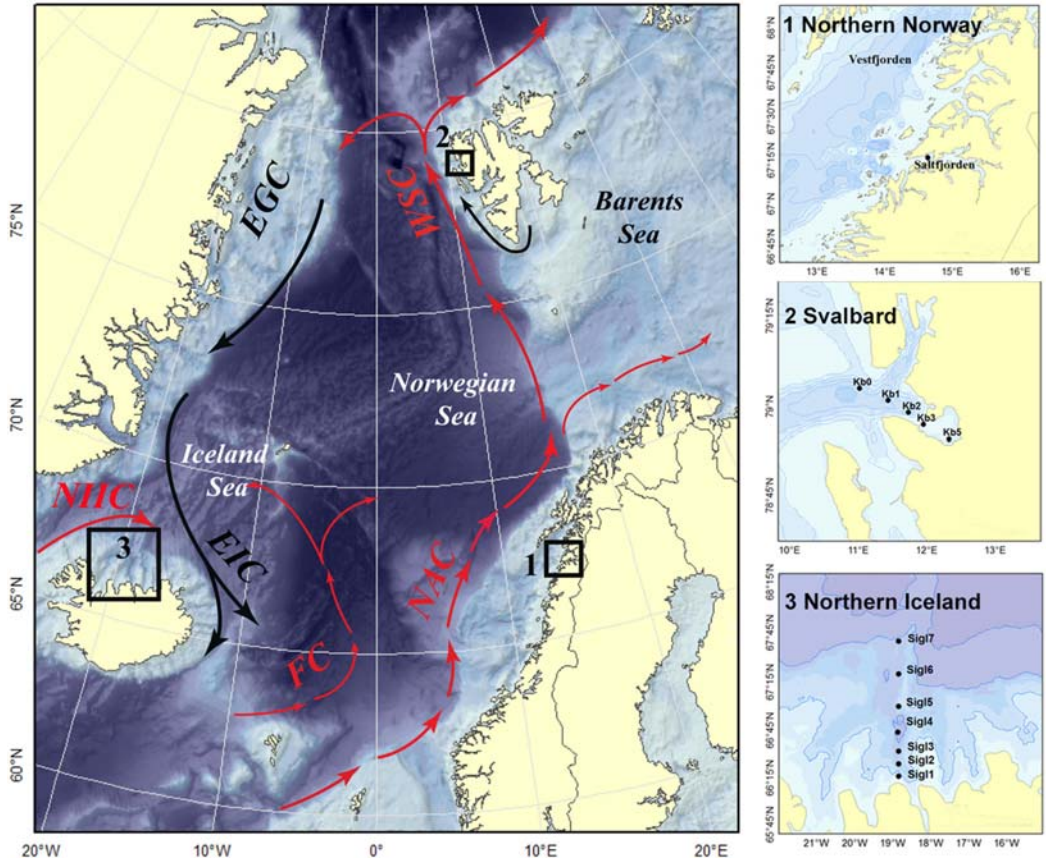 75°N
70°N
65°N
60°N
20°W
10°W
0°
10°E
20°E
EGC
WSC
2
Barents
Sea
Norwegian
Sea
Iceland
Sea
NIIC
3
EIC
FC
NAC
1
1 Northern Norway
Vestfjorden
Saltfjorden
68°N
67°45'N
67°30'N
67°15'N
67°N
66°45'N
13°E
14°E
15°E
16°E
2 Svalbard
Kb0
Kb1
Kb2
Kb3
Kb5
79°15'N
79°N
78°45'N
10°E
11°E
12°E
13°E
3 Northern Iceland
Sigl7
Sigl6
Sigl5
Sigl4
Sigl3
Sigl2
Sigl1
68°15'N
67°45'N
67°15'N
66°45'N
66°15'N
65°45'N
21°W
20°W
19°W
18°W
17°W
16°W